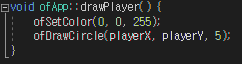 void ofApp::drawPlayer() {
ofSetColor(0, 0, 255);
ofDrawCircle(playerX, playerY, 5);
}